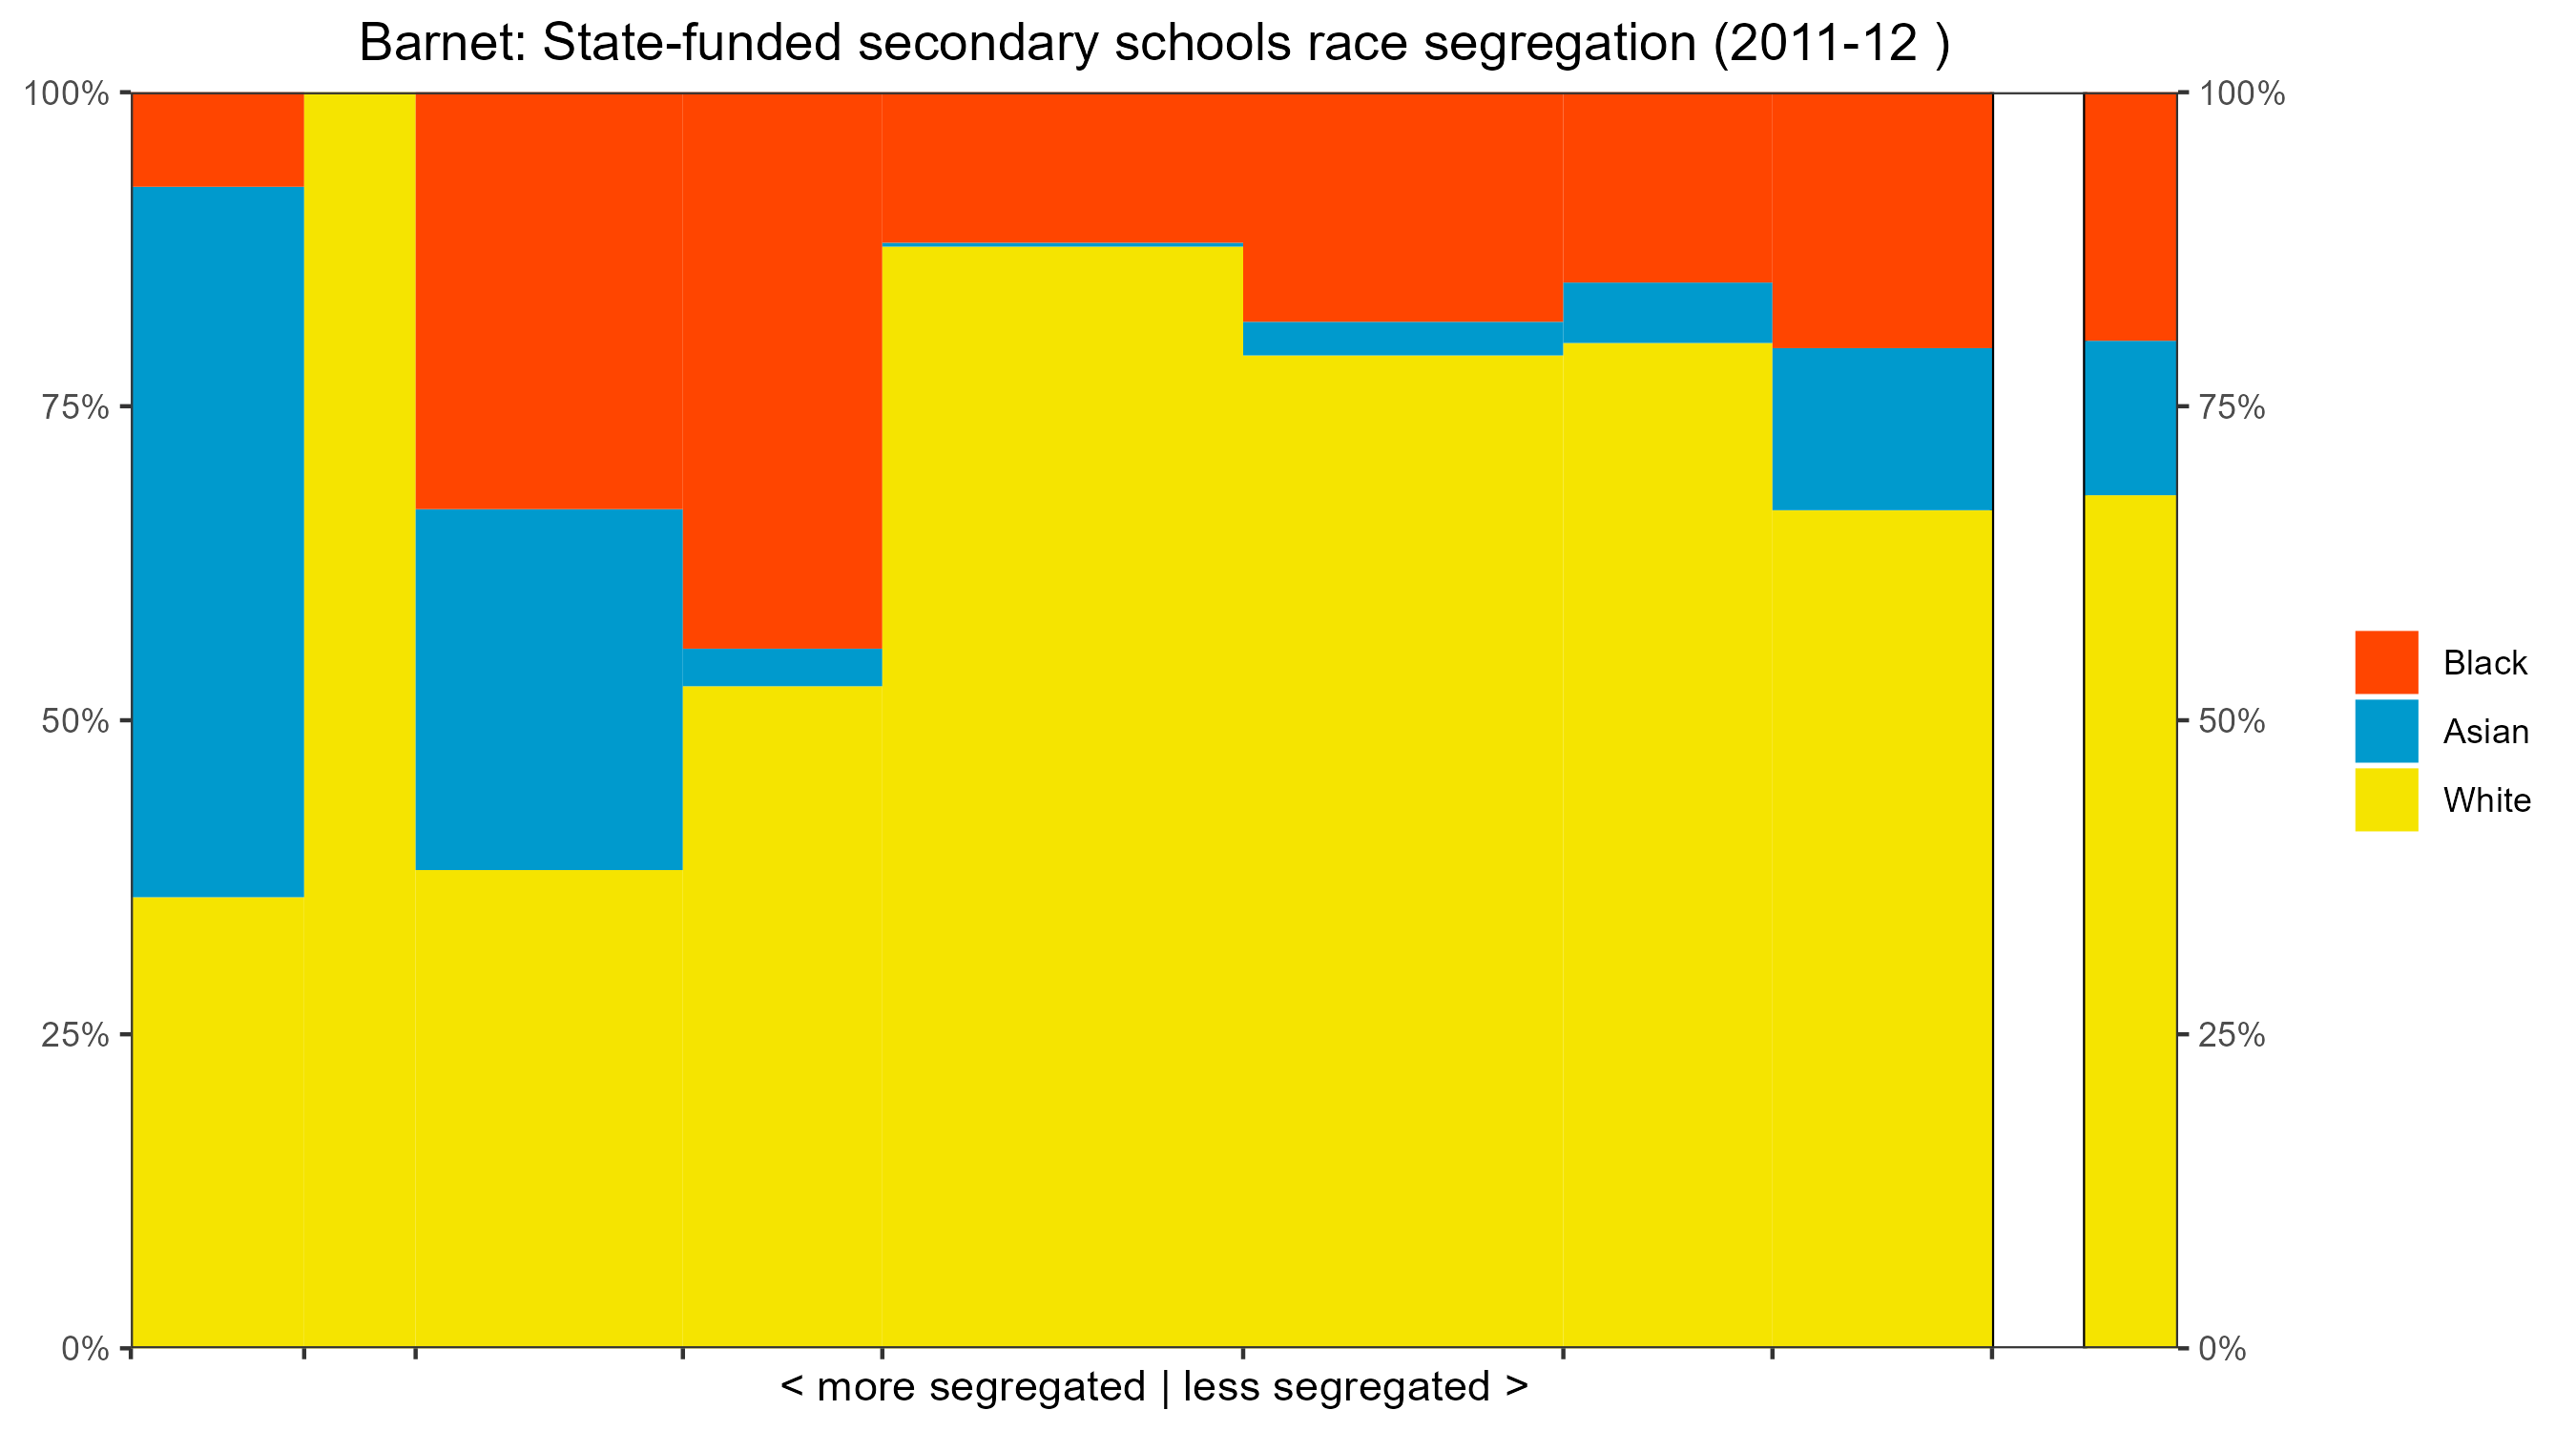 Barnet: State-funded secondary schools race segregation (2011-12 )
100%
75%
50%
25%
0%
100%
75%
50%
25%
0%
Black
Asian
White
< more segregated | less segregated >